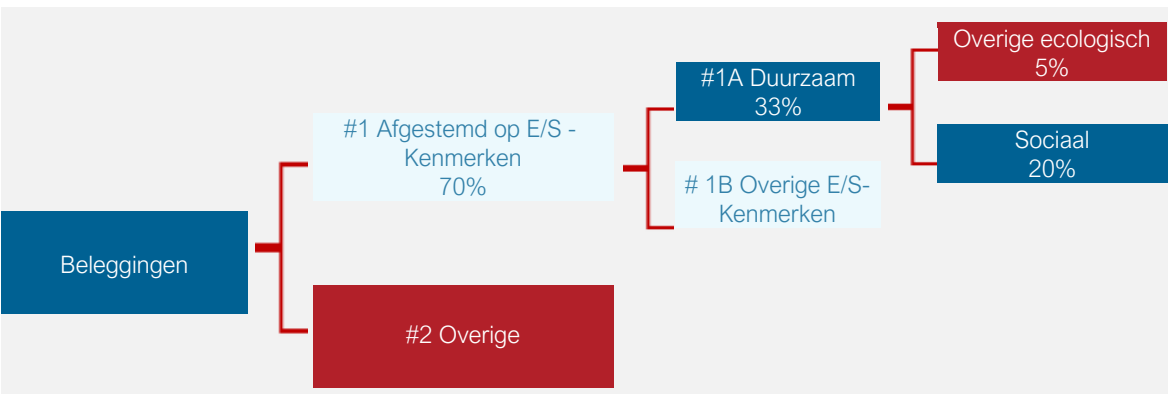 Beleggingen
#1 Afgestemd op E/S -
Kenmerken
70%
#2 Overige
#1A Duurzaam
33%
# 1B Overige E/S-
Kenmerken
Overige ecologisch
5%
Sociaal
20%